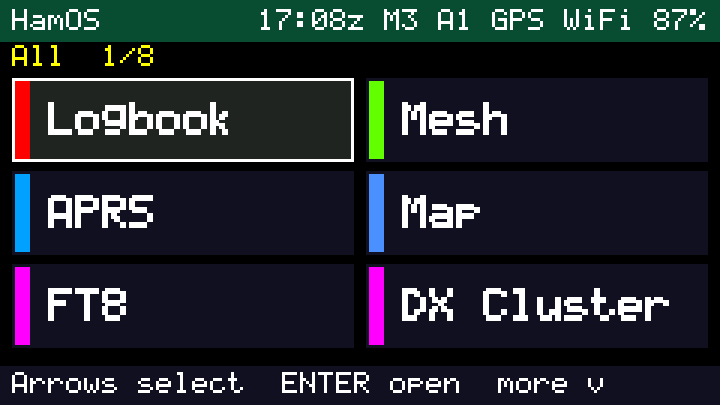 HamOS 17:08z M3 A1 GPS WiFi 87%
All 1/8
Logbook Mesh
APRS Map
FT8 DX Cluster
Arrows select ENTER open more v